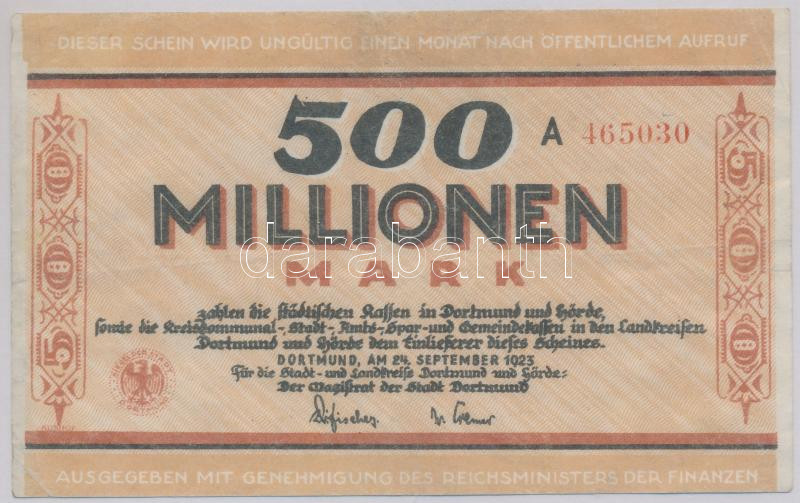 DIESER SCHEIN WIRD UNGÜLTIG EINEN MONAT NACH ÖFFENTLICHEM AUFRUF
500 A 465030
MILLIONEN
MARK
darabanth
zahlen die städtischen Kassen in Dortmund und Hörde,
sowie die Kreiskommunal-, Stadt-, Amts-, Spar- und Gemeindekassen in den Landkreisen
Dortmund und Hörde dem Einlieferer dieses Scheines.
DORTMUND, AM 24. SEPTEMBER 1923
Für die Stadt- und Landkreise Dortmund und Hörde:
Der Magistrat der Stadt Dortmund
500
500
AUSGEGEBEN MIT GENEHMIGUNG DES REICHSMINISTERS DER FINANZEN